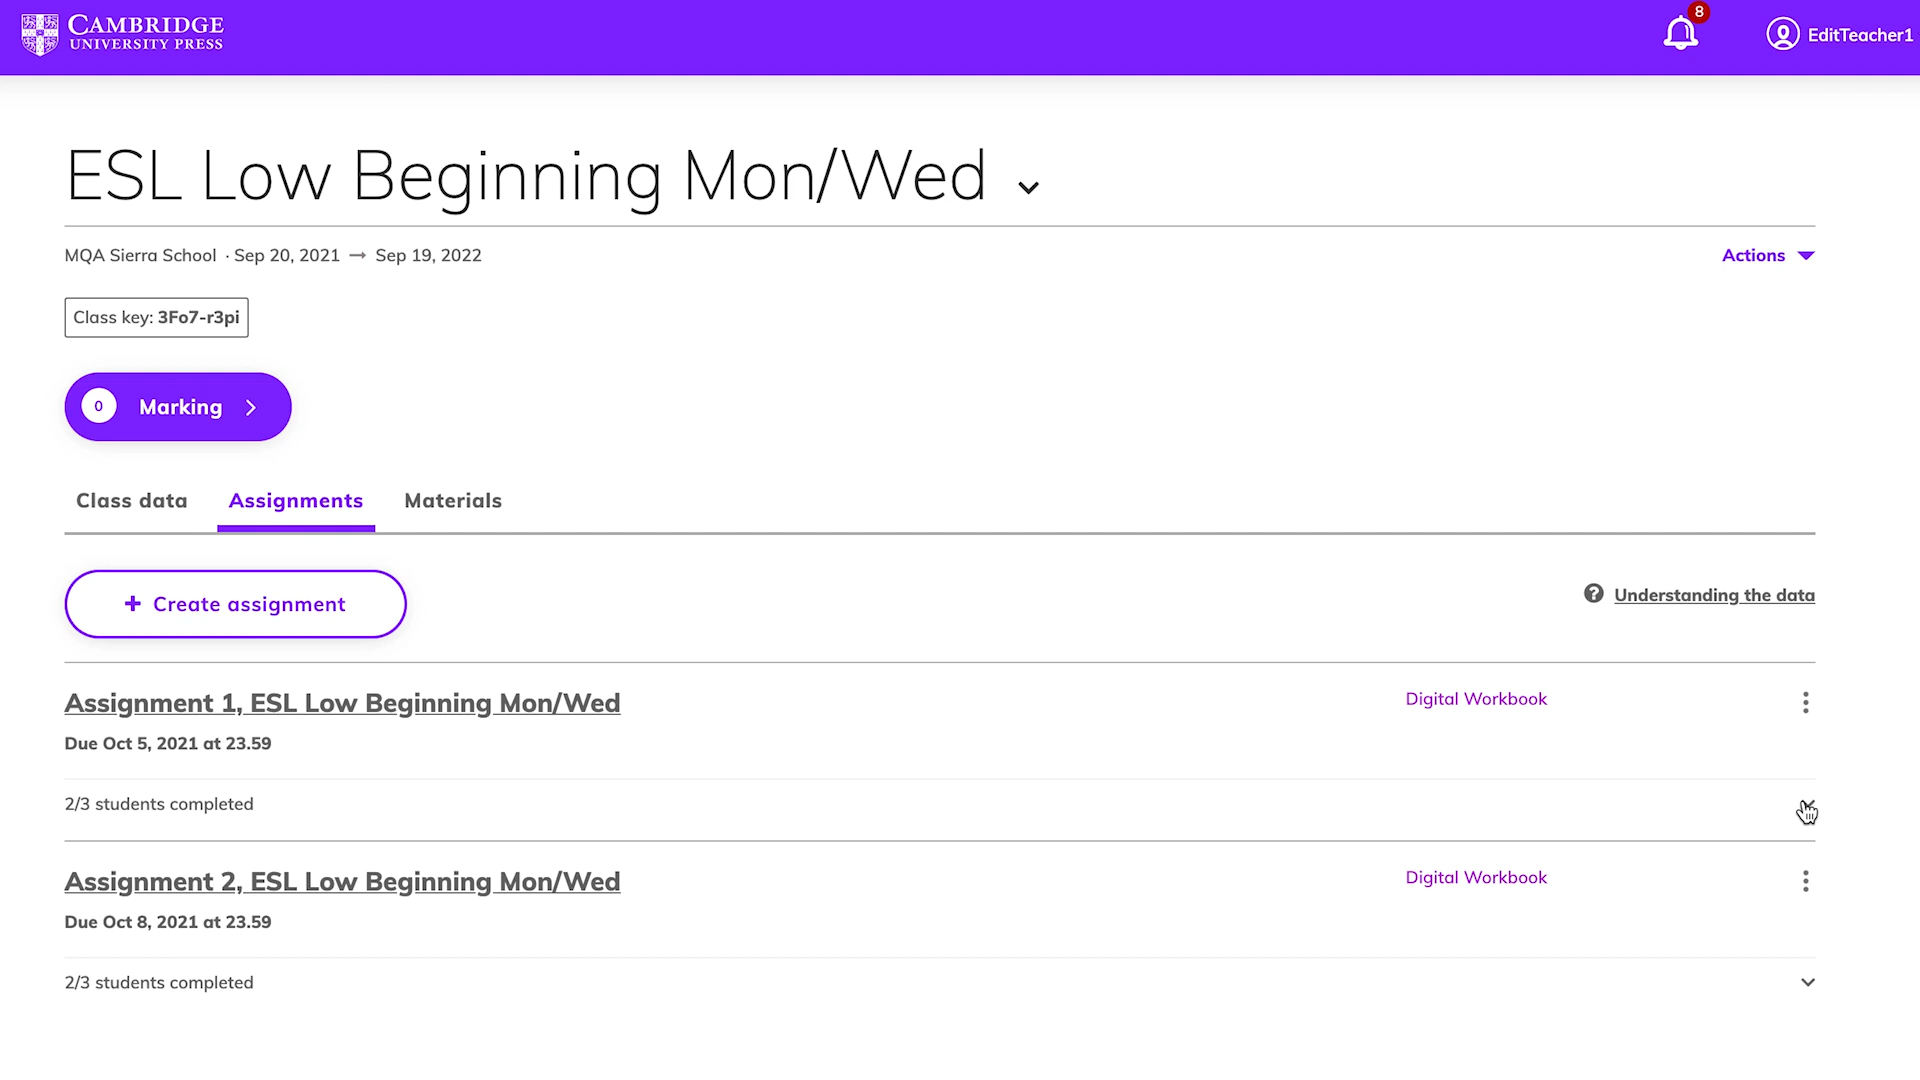 CAMBRIDGE
UNIVERSITY PRESS
8
EditTeacher1
ESL Low Beginning Mon/Wed
MQA Sierra School · Sep 20, 2021 → Sep 19, 2022
Actions
Class key: 3Fo7-r3pi
0 Marking
Class data Assignments Materials
+ Create assignment
? Understanding the data
Assignment 1, ESL Low Beginning Mon/Wed
Digital Workbook
Due Oct 5, 2021 at 23.59
2/3 students completed
Assignment 2, ESL Low Beginning Mon/Wed
Digital Workbook
Due Oct 8, 2021 at 23.59
2/3 students completed